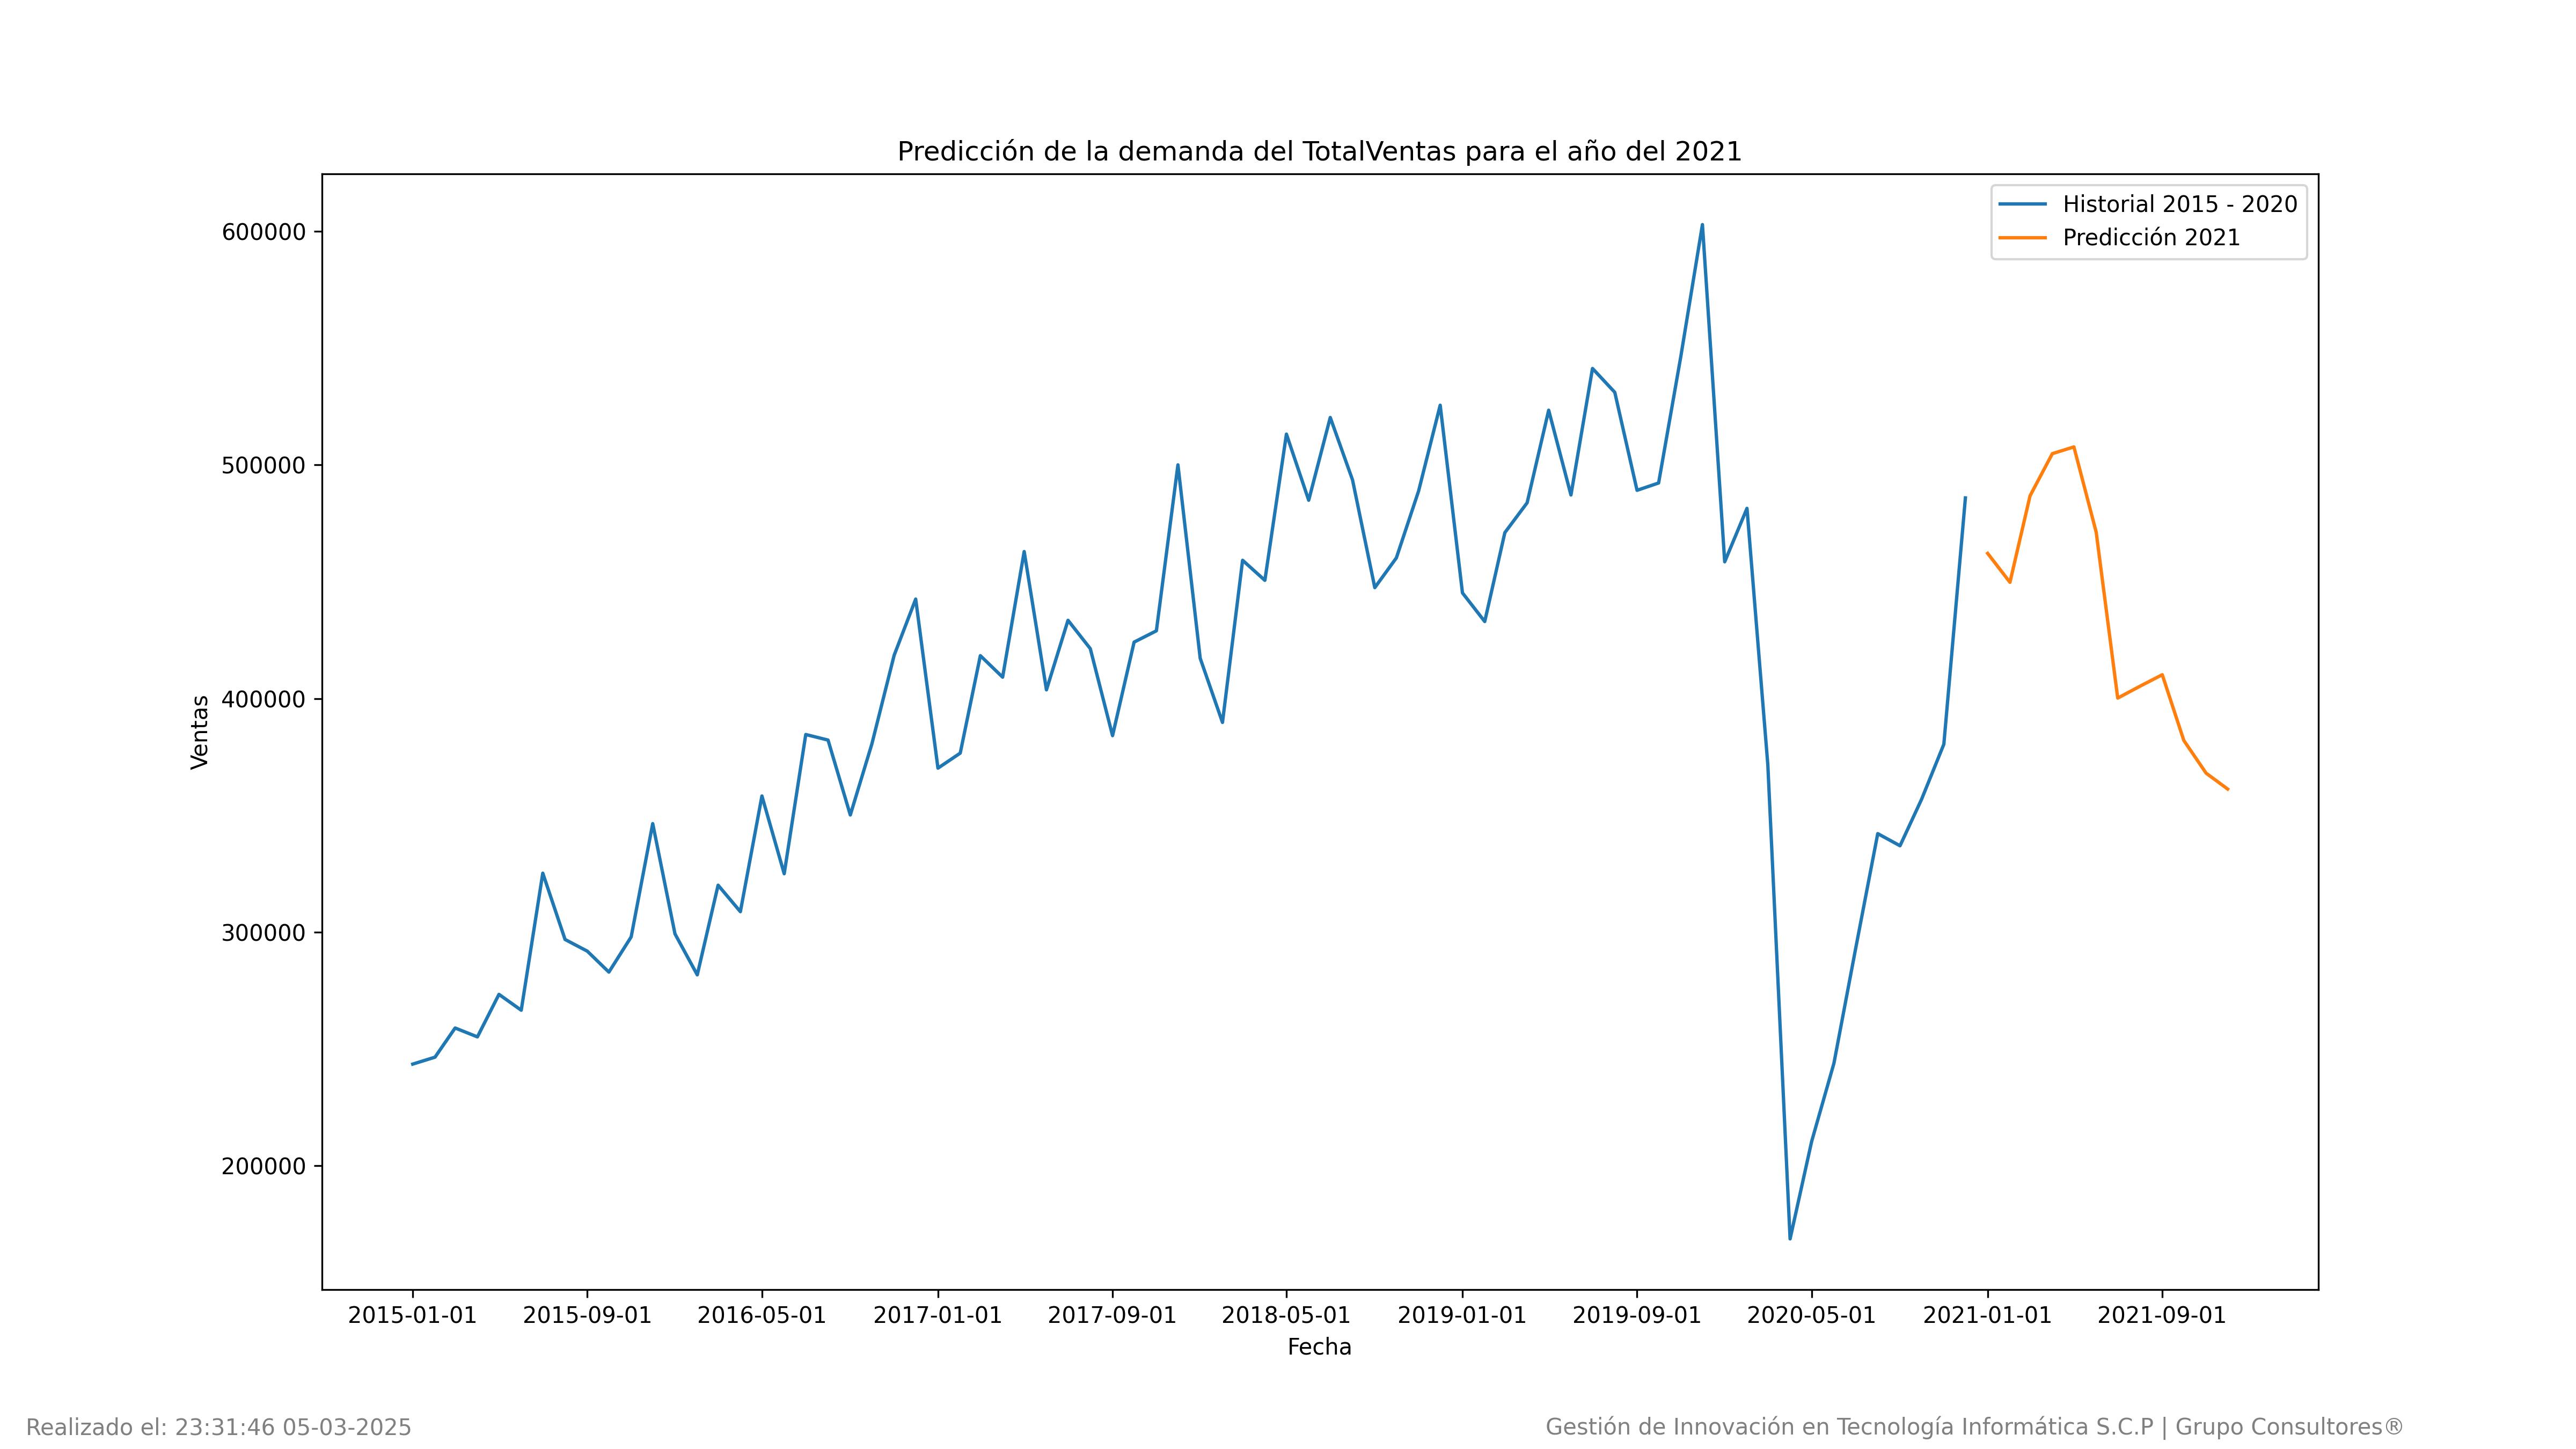 Predicción de la demanda del TotalVentas para el año del 2021
Historial 2015 - 2020
Predicción 2021
600000
500000
400000
300000
200000
Ventas
2015-01-01 2015-09-01 2016-05-01 2017-01-01 2017-09-01 2018-05-01 2019-01-01 2019-09-01 2020-05-01 2021-01-01 2021-09-01
Fecha
Realizado el: 23:31:46 05-03-2025 Gestión de Innovación en Tecnología Informática S.C.P | Grupo Consultores®